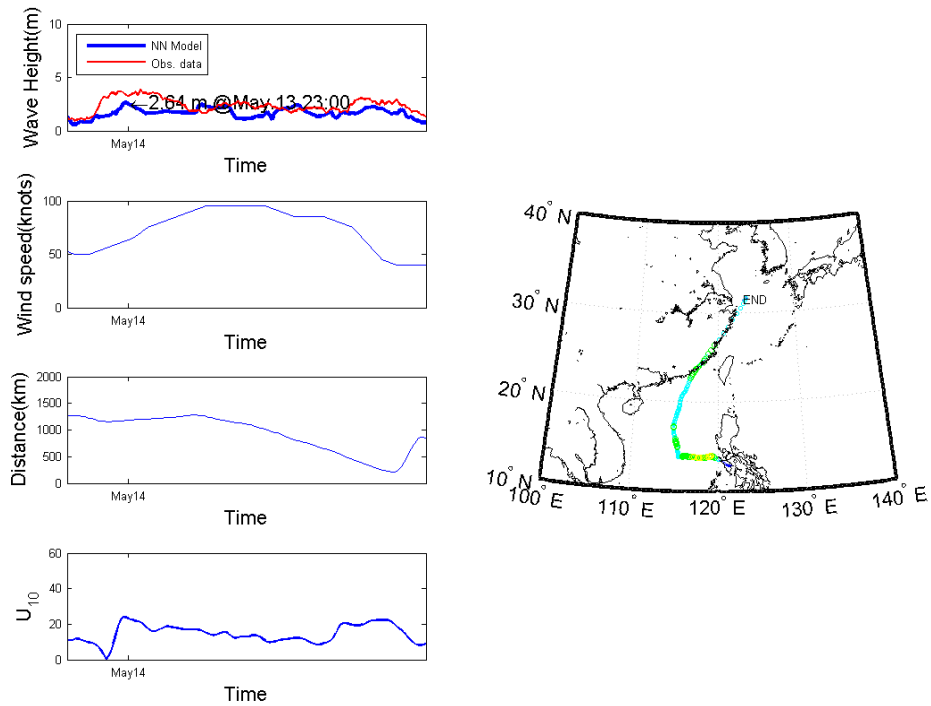 10
5
0
Wave Height(m)
NN Model
Obs. data
←2.64 m @May 13,23:00
May14
Time
100
50
0
Wind speed(knots)
May14
Time
2000
1500
1000
500
0
Distance(km)
May14
Time
60
40
20
0
U10
May14
Time
40° N
30° N
20° N
10° N
100° E
110° E
120° E
130° E
140° E
END